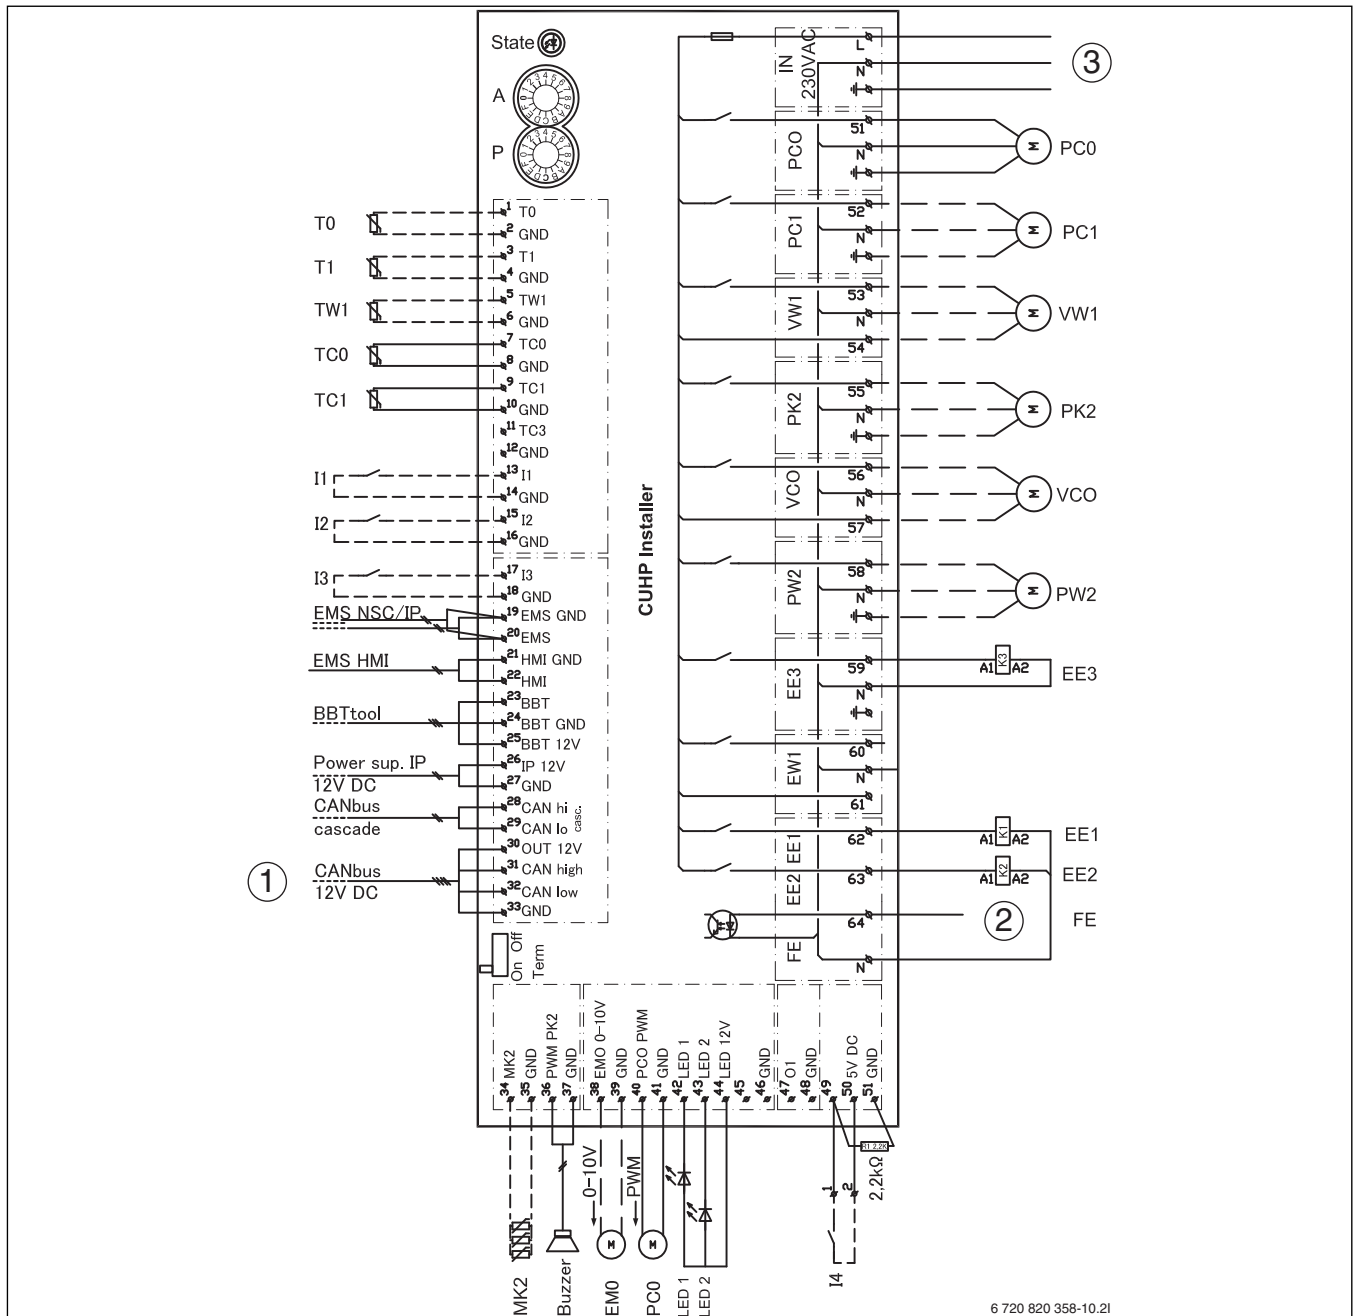 State
A
P
T0
1 T0
2 GND
T1
3 T1
4 GND
TW1
5 TW1
6 GND
TC0
7 TC0
8 GND
TC1
9 TC1
10 GND
11 TC3
12 GND
I1
13 I1
14 GND
I2
15 I2
16 GND
I3
17 I3
18 GND
EMS NSC/IP
19 EMS GND
20 EMS
EMS HMI
21 HMI GND
22 HMI
BBTtool
23 BBT
24 BBT GND
25 BBT 12V
Power sup. IP
12V DC
26 IP 12V
27 GND
CANbus
cascade
28 CAN hi
29 CAN lo
casc.
1
CANbus
12V DC
30 OUT 12V
31 CAN high
32 CAN low
33 GND
On Off
Term
CUHP Installer
IN
230VAC
L
N
3
PCO
51
N
M
PC0
PC1
52
N
M
PC1
VW1
53
N
54
M
VW1
PK2
55
N
M
PK2
VCO
56
N
57
M
VCO
PW2
58
N
M
PW2
EE3
59
N
A1 K3 A2
EE3
EW1
60
N
61
EE1
62
A1 K1 A2
EE1
EE2
63
A1 K2 A2
EE2
FE
64
N
2
FE
34 MK2
35 GND
36 PWM PK2
37 GND
38 EMO 0-10V
39 GND
40 PCO PWM
41 GND
42 LED 1
43 LED 2
44 LED 12V
45
46 GND
47 O1
48 GND
49
50 5V DC
51 GND
R1 2,2K
2,2kΩ
0-10V
PWM
1
2
M
M
MK2
Buzzer
EM0
PC0
LED 1
LED 2
I4
6 720 820 358-10.2I